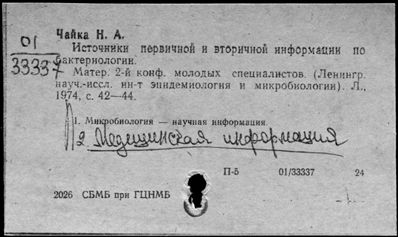 Чайка Н. А.
01
Источники первичной и вторичной информации по
бактериологии.
33337
Матер. 2-й конф. молодых специалистов. (Ленингр.
науч.-иссл. ин-т эпидемиологии и микробиологии). Л.,
1974, с. 42—44.
1. Микробиология — научная информация.
2 Медецинская информация
П-5 01/33337 24
2026 СБМБ при ГЦНМБ